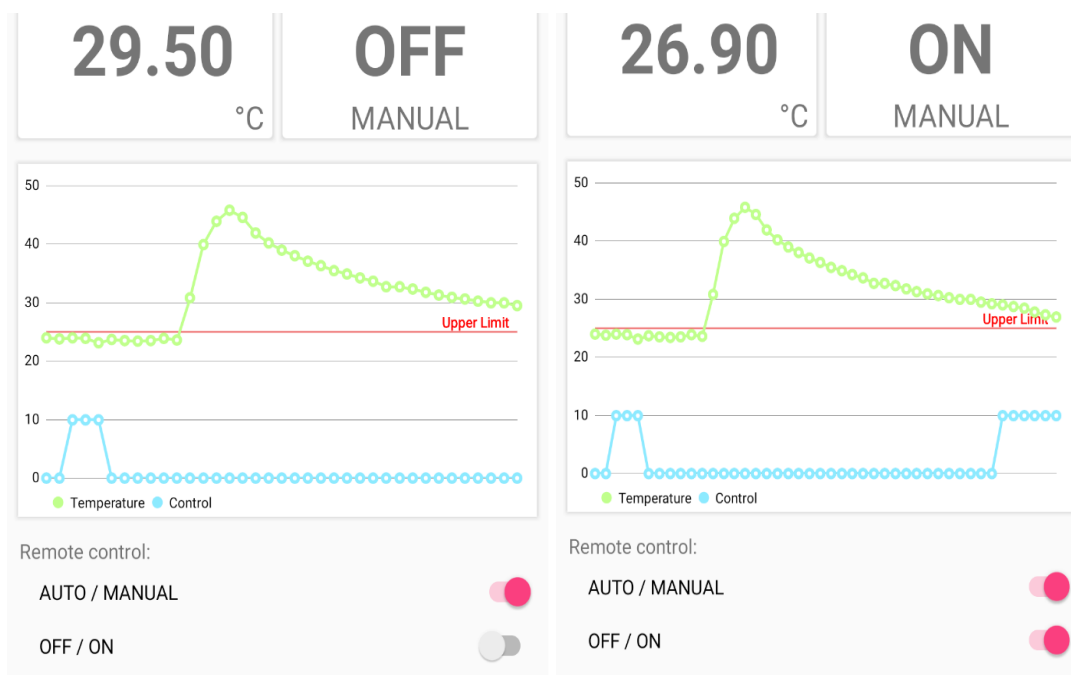 29.50
°C
OFF
MANUAL
50
40
30
Upper Limit
20
10
0
Temperature
Control
Remote control:
AUTO / MANUAL
OFF / ON
26.90
°C
ON
MANUAL
50
40
30
Upper Limit
20
10
0
Temperature
Control
Remote control:
AUTO / MANUAL
OFF / ON